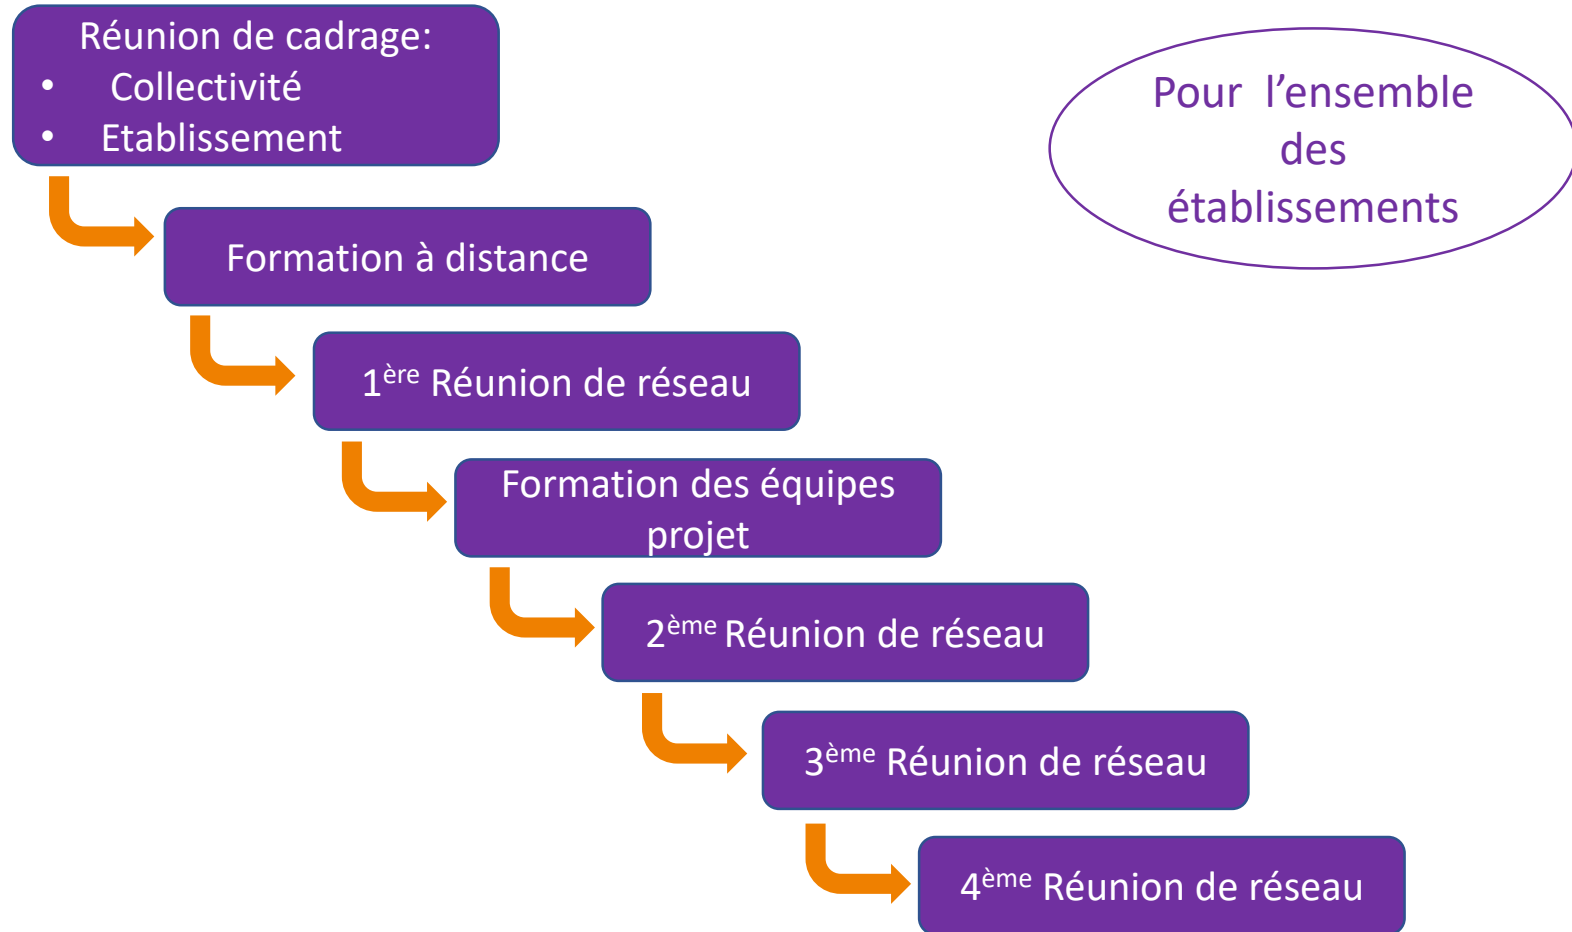 Réunion de cadrage:
• Collectivité
• Etablissement
Pour l’ensemble
des
établissements
Formation à distance
1ère Réunion de réseau
Formation des équipes
projet
2ème Réunion de réseau
3ème Réunion de réseau
4ème Réunion de réseau